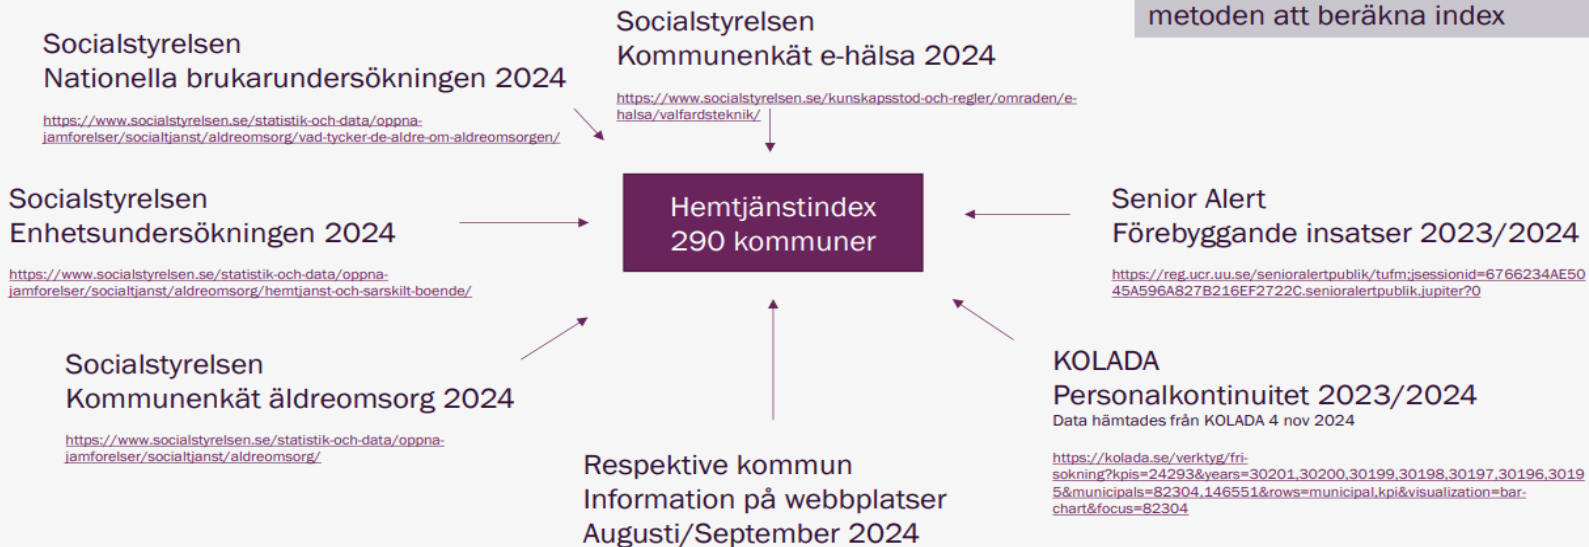 metoden att beräkna index
Socialstyrelsen
Kommunenkät e-hälsa 2024
https://www.socialstyrelsen.se/kunskapsstod-och-regler/omraden/e-
halsa/valfardsteknik/
Socialstyrelsen
Nationella brukarundersökningen 2024
https://www.socialstyrelsen.se/statistik-och-data/oppna-
jamforelser/socialtjanst/aldreomsorg/vad-tycker-de-aldre-om-aldreomsorgen/
Socialstyrelsen
Enhetsundersökningen 2024
https://www.socialstyrelsen.se/statistik-och-data/oppna-
jamforelser/socialtjanst/aldreomsorg/hemtjanst-och-sarskilt-boende/
Hemtjänstindex
290 kommuner
Senior Alert
Förebyggande insatser 2023/2024
https://reg.ucr.uu.se/senioralertpublik/tufm;jsessionid=6766234AE50
45A596A827B216EF2722C.senioralertpublik.jupiter?0
Socialstyrelsen
Kommunenkät äldreomsorg 2024
https://www.socialstyrelsen.se/statistik-och-data/oppna-
jamforelser/socialtjanst/aldreomsorg/
KOLADA
Personalkontinuitet 2023/2024
Data hämtades från KOLADA 4 nov 2024
https://kolada.se/verktyg/fri-
sokning?kpis=24293&years=30201,30200,30199,30198,30197,30196,3019
5&municipals=82304,146551&rows=municipal,kpi&visualization=bar-
chart&focus=82304
Respektive kommun
Information på webbplatser
Augusti/September 2024